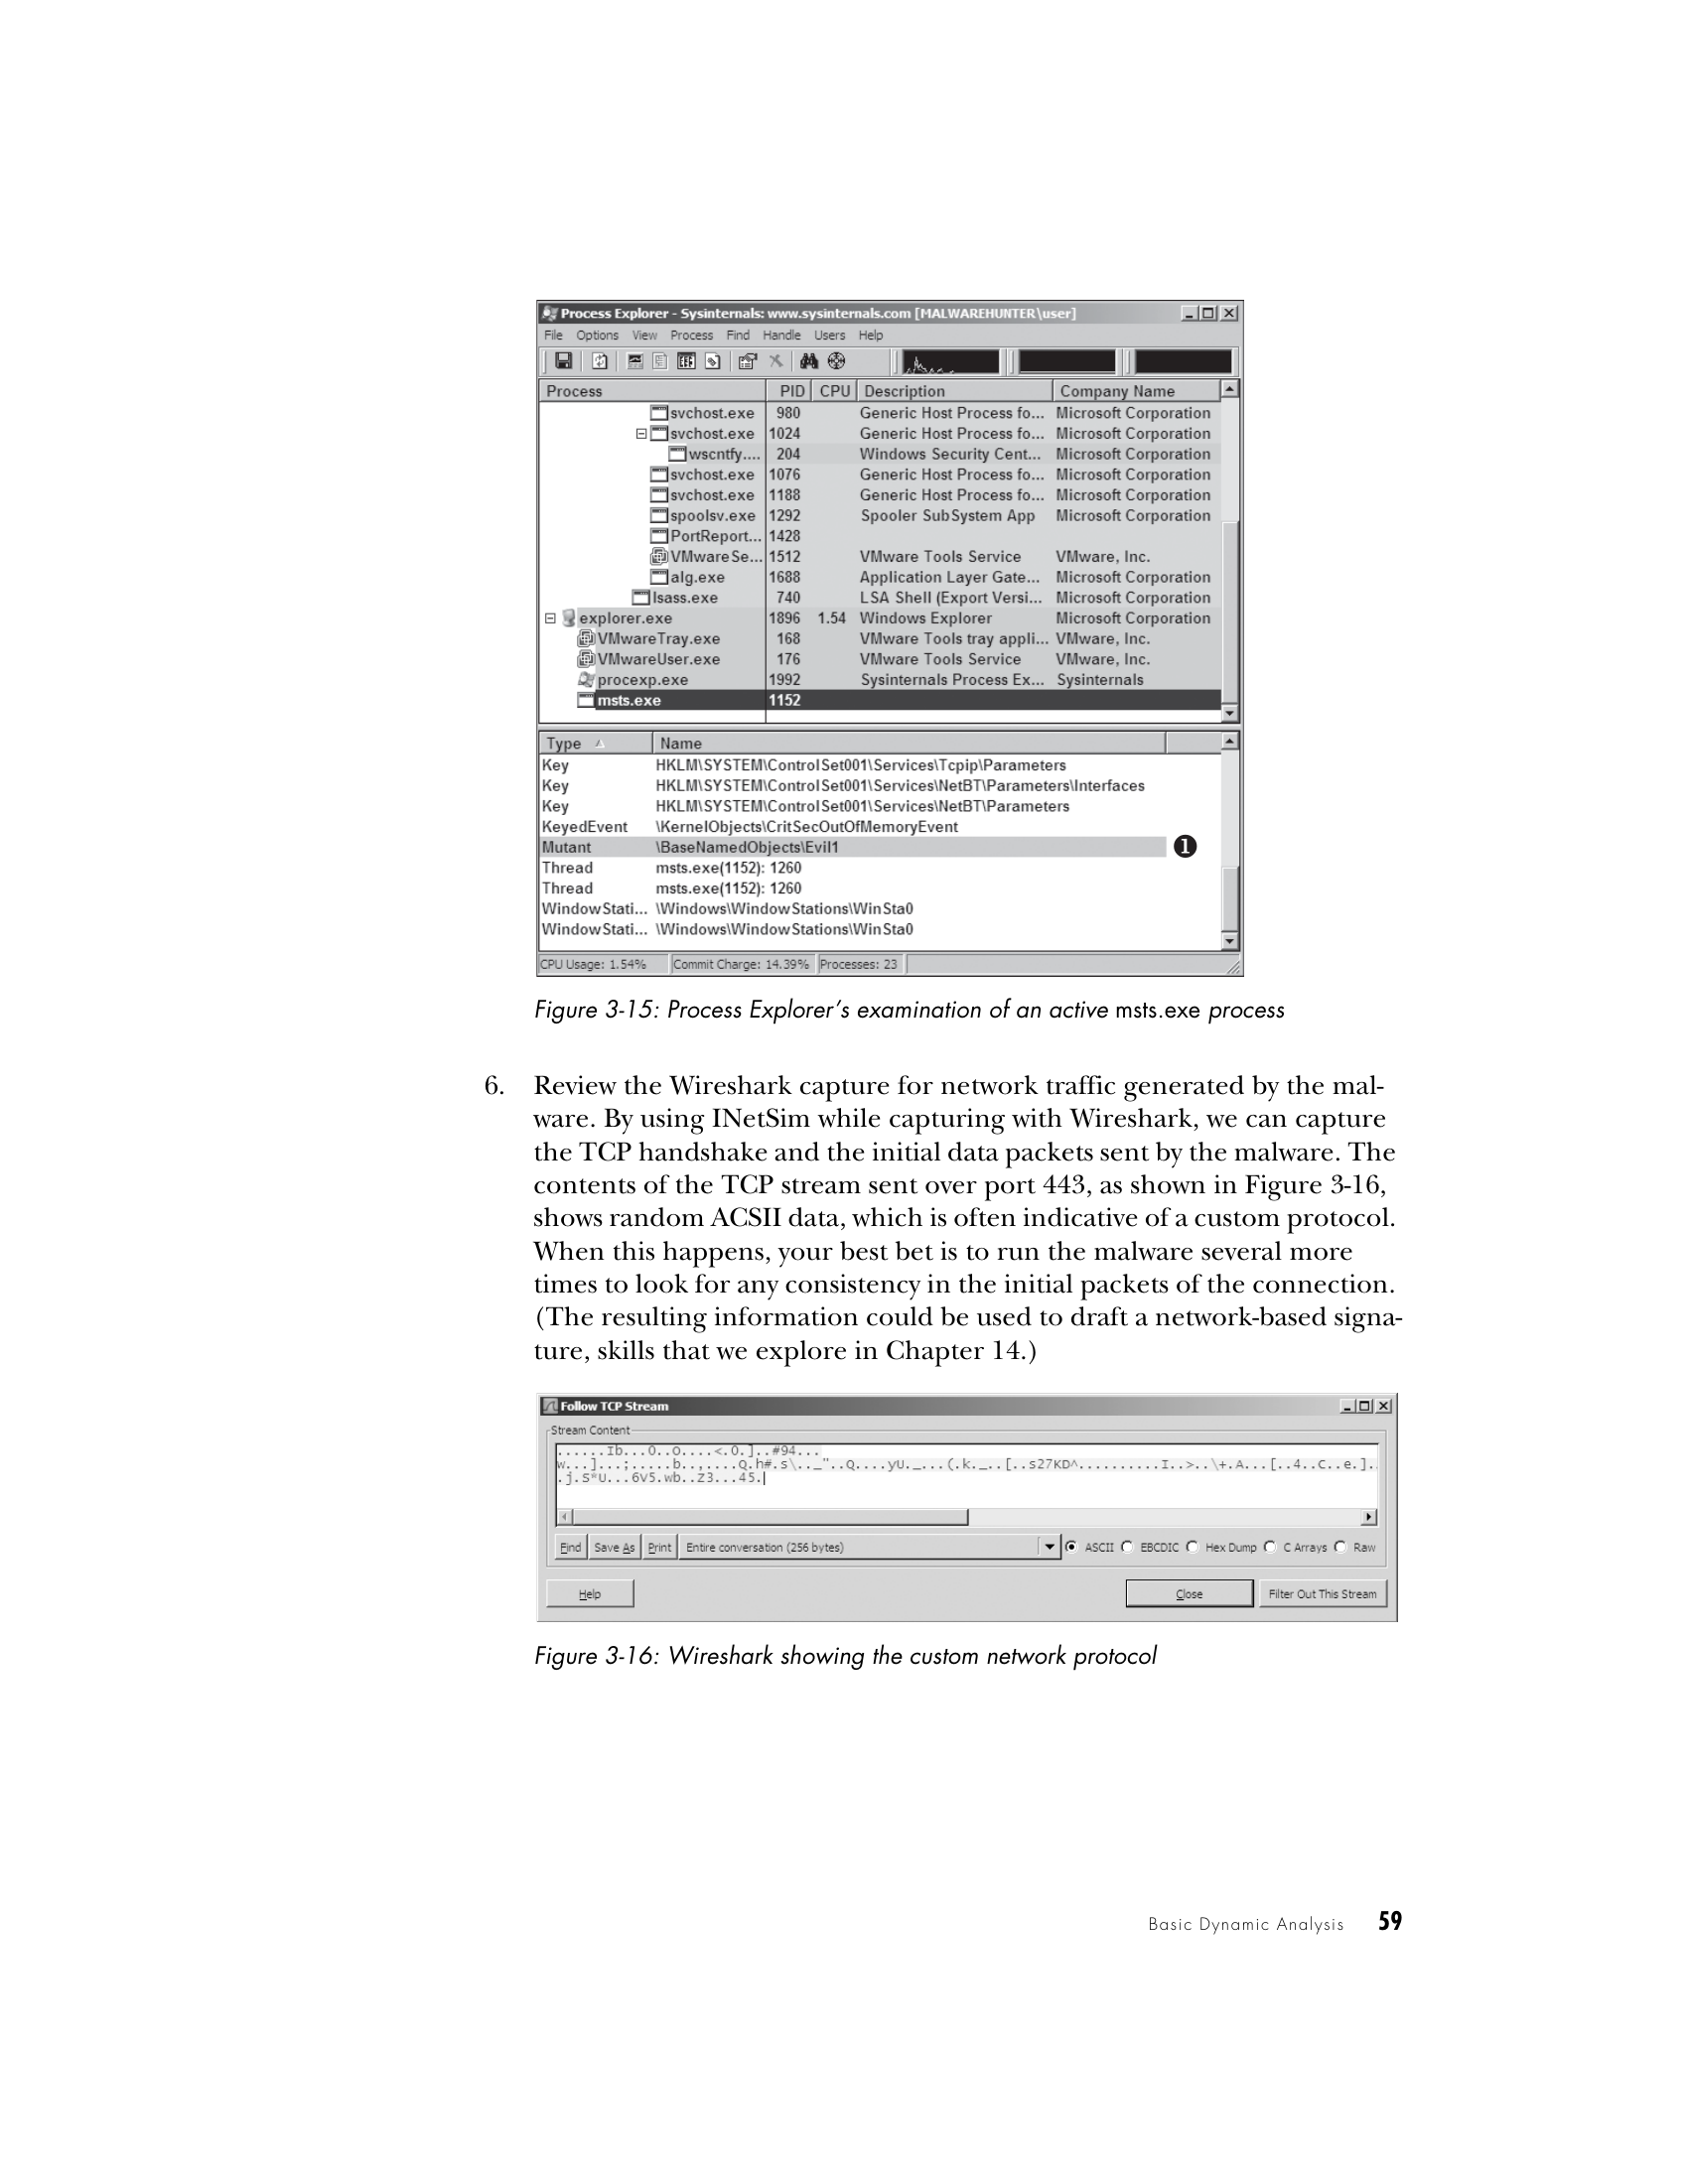 Process Explorer - Sysinternals: www.sysinternals.com [MALWAREHUNTER\user]
File Options View Process Find Handle Users Help
Process PID CPU Description Company Name
svchost.exe 980 Generic Host Process fo... Microsoft Corporation
svchost.exe 1024 Generic Host Process fo... Microsoft Corporation
wscntfy.... 204 Windows Security Cent... Microsoft Corporation
svchost.exe 1076 Generic Host Process fo... Microsoft Corporation
svchost.exe 1188 Generic Host Process fo... Microsoft Corporation
spoolsv.exe 1292 Spooler SubSystem App Microsoft Corporation
PortReport... 1428
VMwareSe... 1512 VMware Tools Service VMware, Inc.
alg.exe 1688 Application Layer Gate... Microsoft Corporation
lsass.exe 740 LSA Shell (Export Versi... Microsoft Corporation
explorer.exe 1896 1.54 Windows Explorer Microsoft Corporation
VMwareTray.exe 168 VMware Tools tray appli... VMware, Inc.
VMwareUser.exe 176 VMware Tools Service VMware, Inc.
procexp.exe 1992 Sysinternals Process Ex... Sysinternals
msts.exe 1152
Type Name
Key HKLM\SYSTEM\ControlSet001\Services\Tcpip\Parameters
Key HKLM\SYSTEM\ControlSet001\Services\NetBT\Parameters\Interfaces
Key HKLM\SYSTEM\ControlSet001\Services\NetBT\Parameters
KeyedEvent \KernelObjects\CritSecOutOfMemoryEvent
Mutant \BaseNamedObjects\Evil1 ❶
Thread msts.exe(1152): 1260
Thread msts.exe(1152): 1260
WindowStati... \Windows\WindowStations\WinSta0
WindowStati... \Windows\WindowStations\WinSta0
CPU Usage: 1.54% Commit Charge: 14.39% Processes: 23
Figure 3-15: Process Explorer’s examination of an active msts.exe process
6. Review the Wireshark capture for network traffic generated by the mal-
ware. By using INetSim while capturing with Wireshark, we can capture
the TCP handshake and the initial data packets sent by the malware. The
contents of the TCP stream sent over port 443, as shown in Figure 3-16,
shows random ACSII data, which is often indicative of a custom protocol.
When this happens, your best bet is to run the malware several more
times to look for any consistency in the initial packets of the connection.
(The resulting information could be used to draft a network-based signa-
ture, skills that we explore in Chapter 14.)
Follow TCP Stream
Stream Content
......Ib...O..O....<.O.]..#94...
w...]...;.....b..,....Q.h#.s\.._"..Q....yU._...(.k._..[..s27KD^..........I..>..\+.A...[..4..C..e.].
.j.S*U...6V5.wb..Z3...45.
Find Save As Print Entire conversation (256 bytes) ASCII EBCDIC Hex Dump C Arrays Raw
Help Close Filter Out This Stream
Figure 3-16: Wireshark showing the custom network protocol
Basic Dynamic Analysis 59